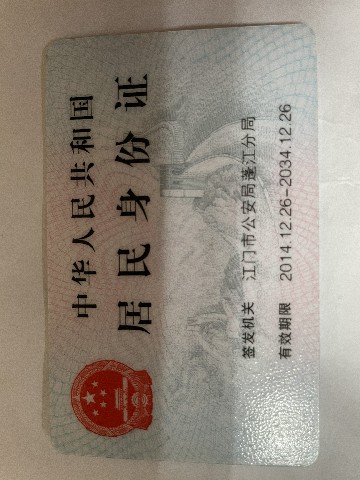 中华人民共和国
居民身份证
签发机关 江门市公安局蓬江分局
有效期限 2014.12.26-2034.12.26